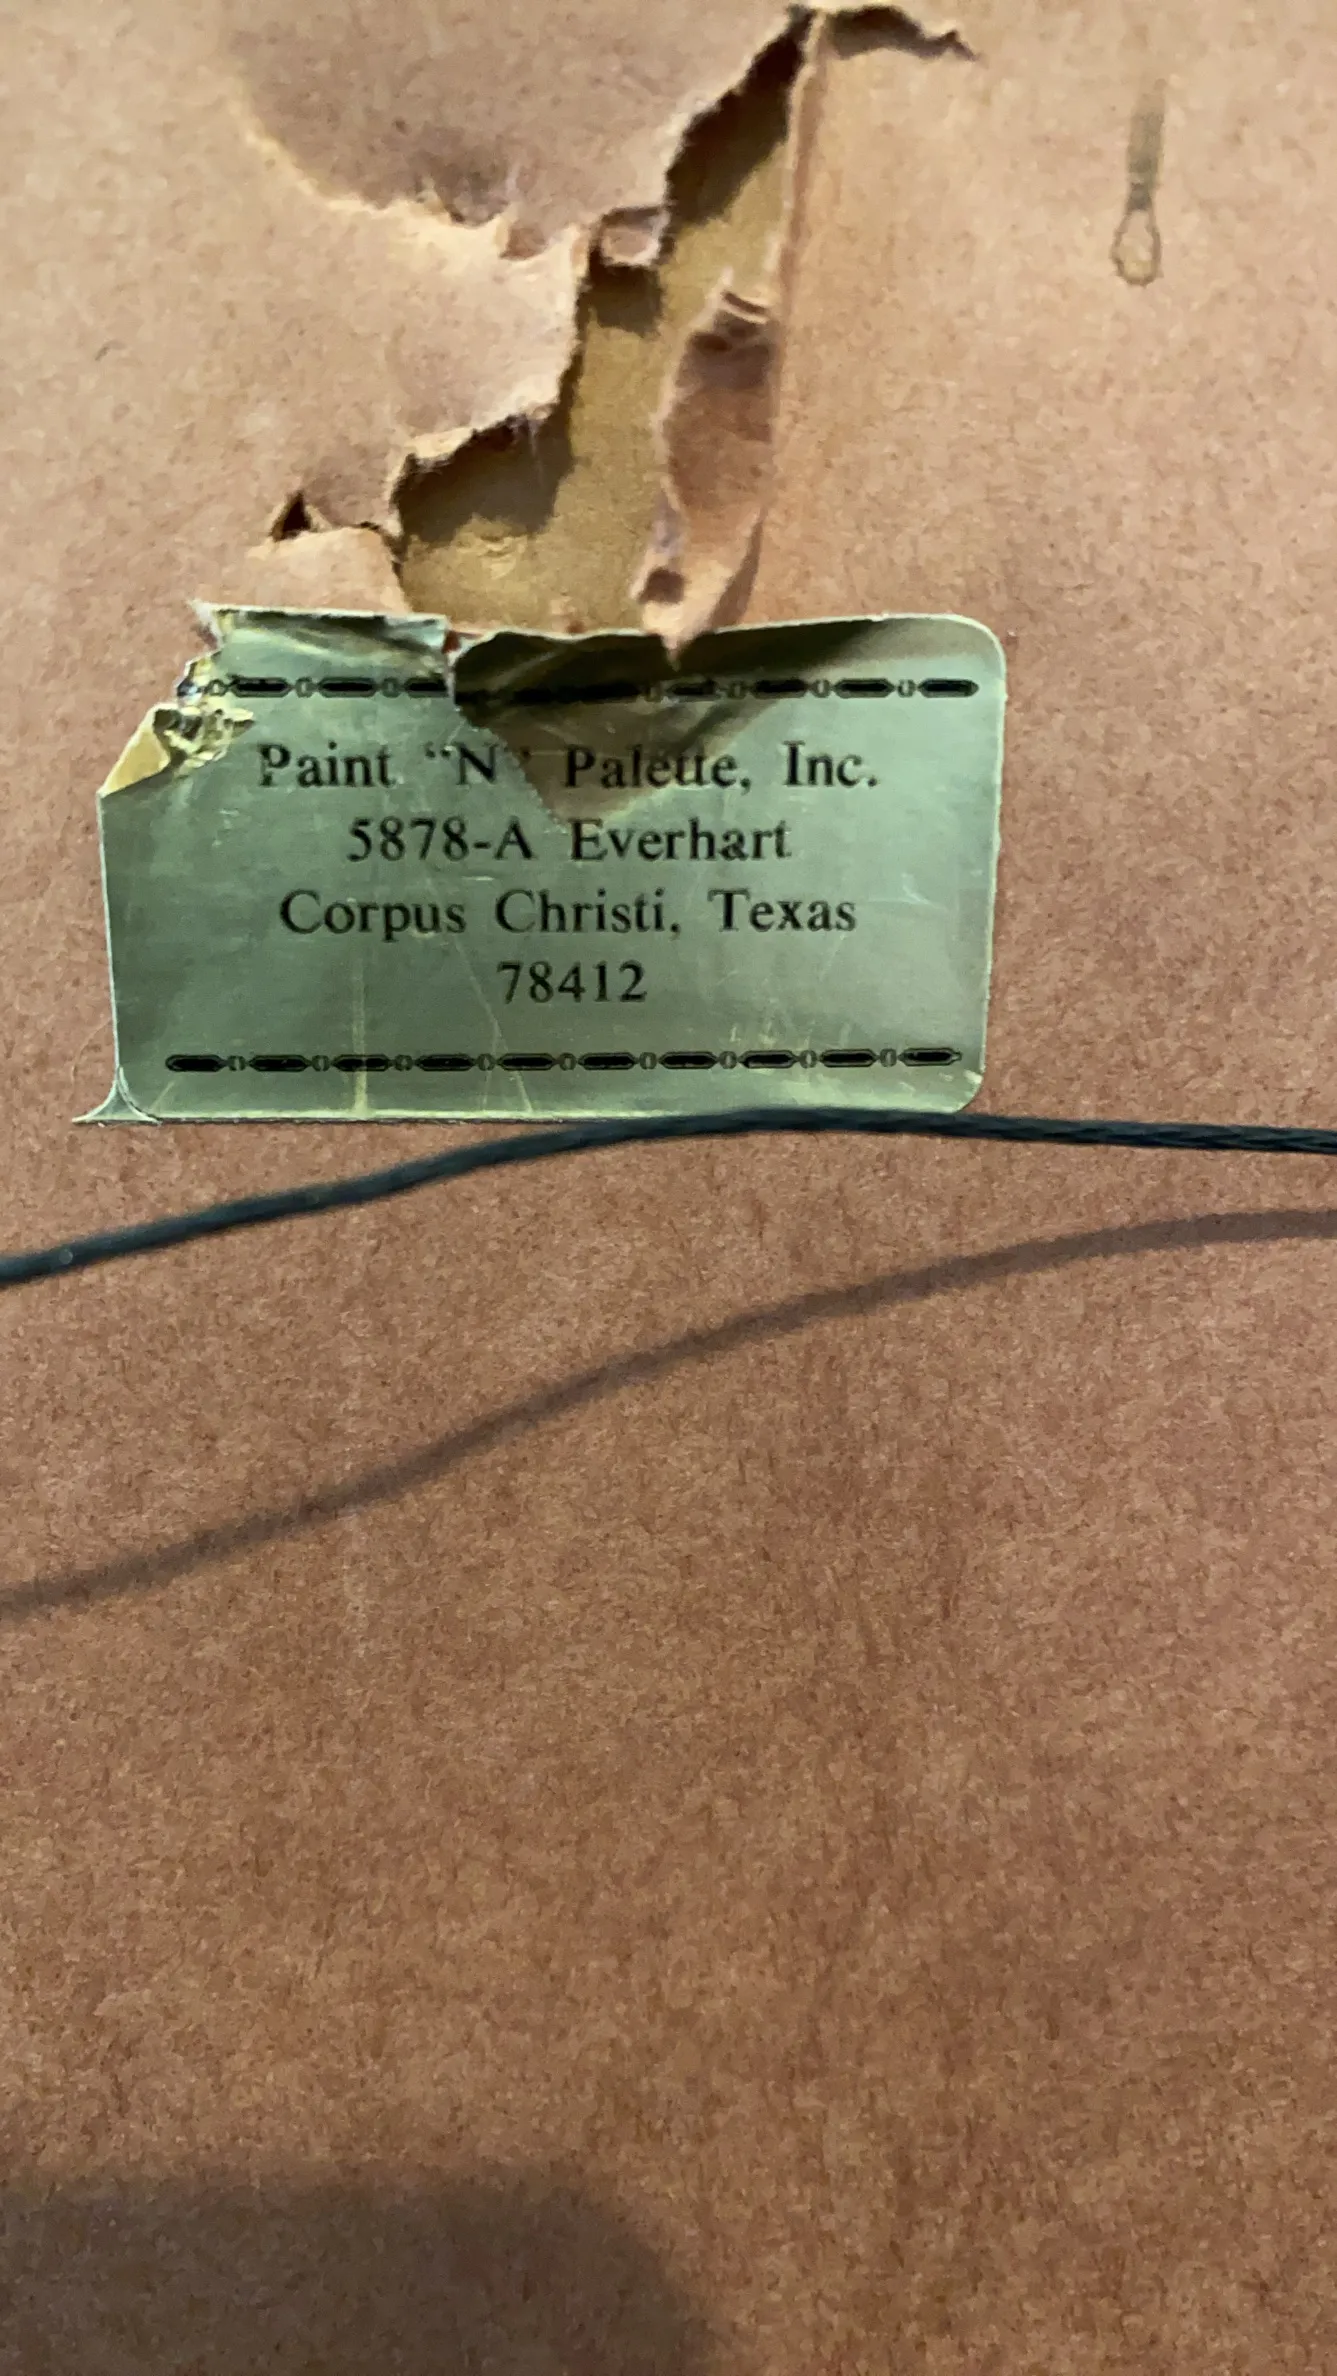 Paint “N” Palette, Inc.
5878-A Everhart
Corpus Christi, Texas
78412